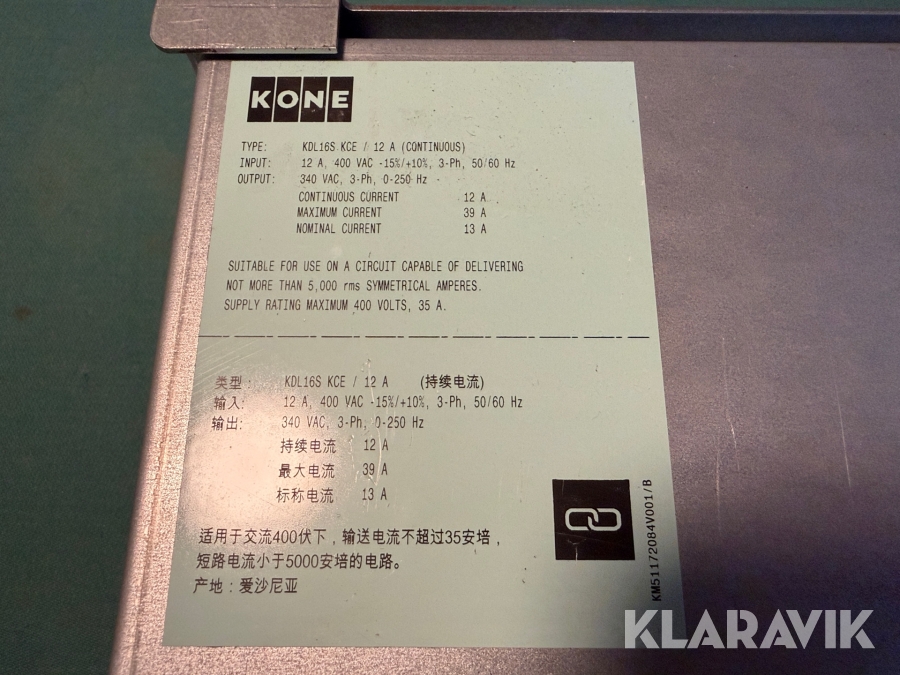 KONE
TYPE: KDL16S KCE / 12 A (CONTINUOUS)
INPUT: 12 A, 400 VAC -15%/+10%, 3-Ph, 50/60 Hz
OUTPUT: 340 VAC, 3-Ph, 0-250 Hz
CONTINUOUS CURRENT 12 A
MAXIMUM CURRENT 39 A
NOMINAL CURRENT 13 A
SUITABLE FOR USE ON A CIRCUIT CAPABLE OF DELIVERING
NOT MORE THAN 5,000 rms SYMMETRICAL AMPERES.
SUPPLY RATING MAXIMUM 400 VOLTS, 35 A.
类型: KDL16S KCE / 12 A (持续电流)
输入: 12 A, 400 VAC -15%/+10%, 3-Ph, 50/60 Hz
输出: 340 VAC, 3-Ph, 0-250 Hz
持续电流 12 A
最大电流 39 A
标称电流 13 A
适用于交流400伏下，输送电流不超过35安培，
短路电流小于5000安培的电路。
产地：爱沙尼亚
KM51172084V001/B
KLARAVIK